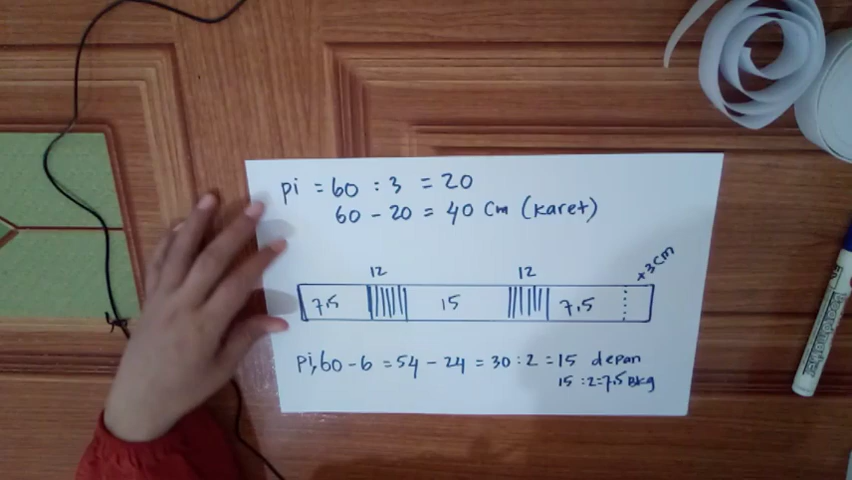 pi = 60 : 3 = 20
60 - 20 = 40 cm (karet)
12 12 +3cm
7.5 15 7.5
pi, 60 - 6 = 54 - 24 = 30 : 2 = 15 depan
15 : 2 = 7.5 BKg